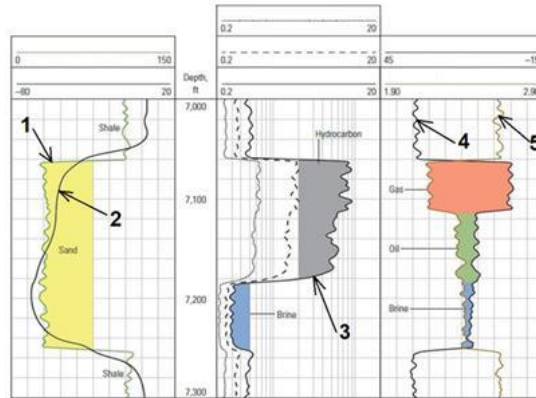 0.2 20
0 150
0.2 20
45 -15
-80 20
Depth, ft
0.2 20
1.90 2.90
7,000
Shale
1
4
5
Hydrocarbon
2
7,100
Gas
Sand
Oil
7,200
3
Brine
Brine
Shale
7,300